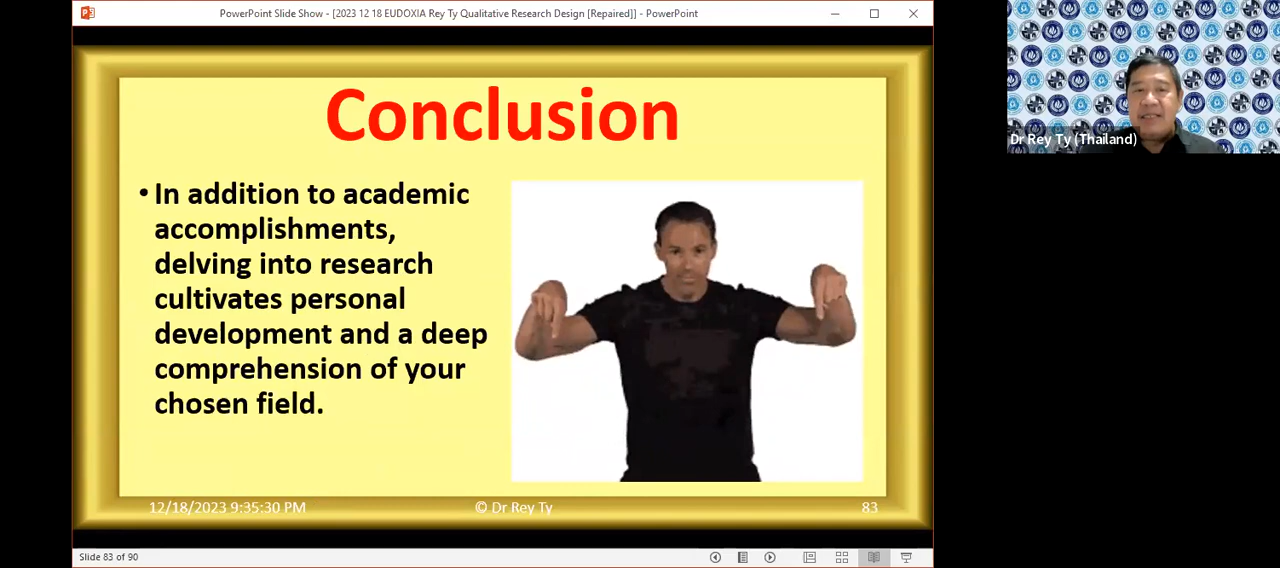 PowerPoint Slide Show - [2023 12 18 EUDOXIA Rey Ty Qualitative Research Design [Repaired]] - PowerPoint
Conclusion
• In addition to academic
accomplishments,
delving into research
cultivates personal
development and a deep
comprehension of your
chosen field.
12/18/2023 9:35:30 PM
© Dr Rey Ty
83
Slide 83 of 90
Dr Rey Ty (Thailand)